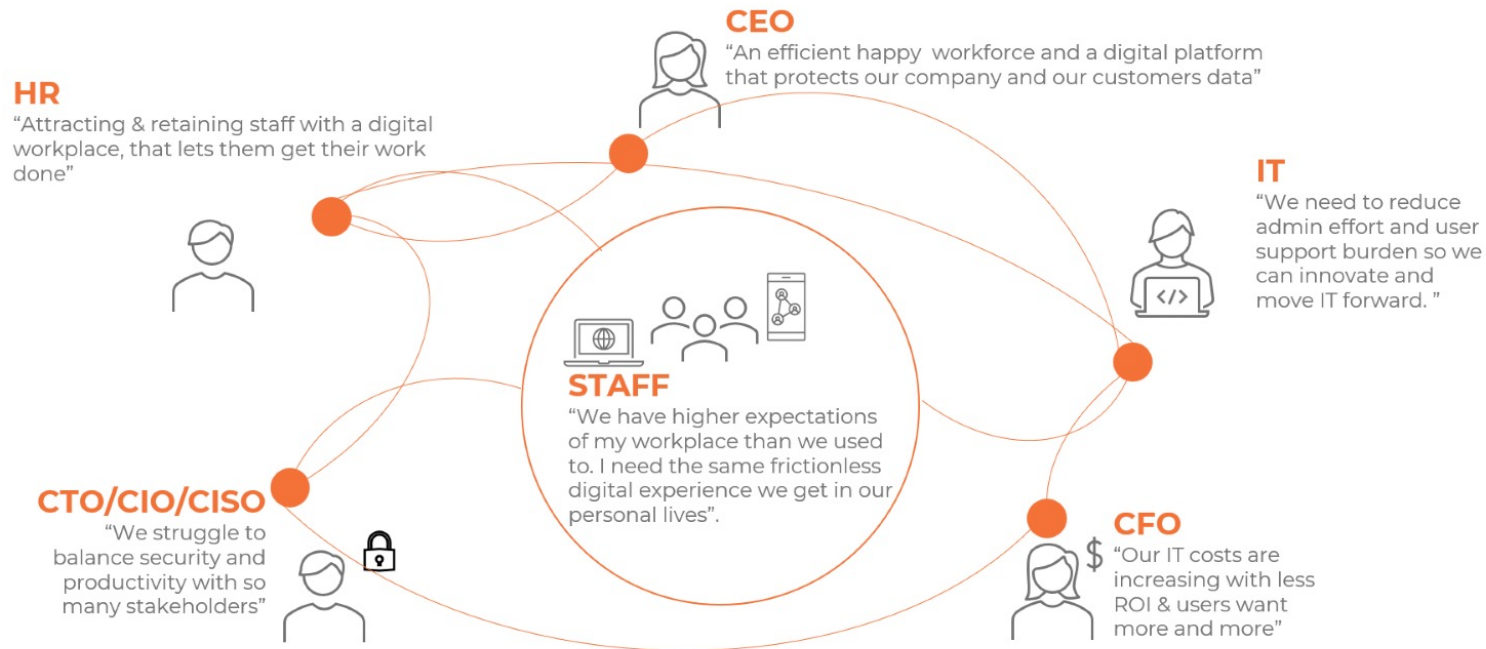 CEO
“An efficient happy  workforce and a digital platform
that protects our company and our customers data”
HR
“Attracting & retaining staff with a digital
workplace, that lets them get their work
done”
IT
“We need to reduce
admin effort and user
support burden so we
can innovate and
move IT forward. ”
</>
STAFF
“We have higher expectations
of my workplace than we used
to. I need the same frictionless
digital experience we get in our
personal lives”.
CTO/CIO/CISO
“We struggle to
balance security and
productivity with so
many stakeholders”
CFO
$
“Our IT costs are
increasing with less
ROI & users want
more and more”